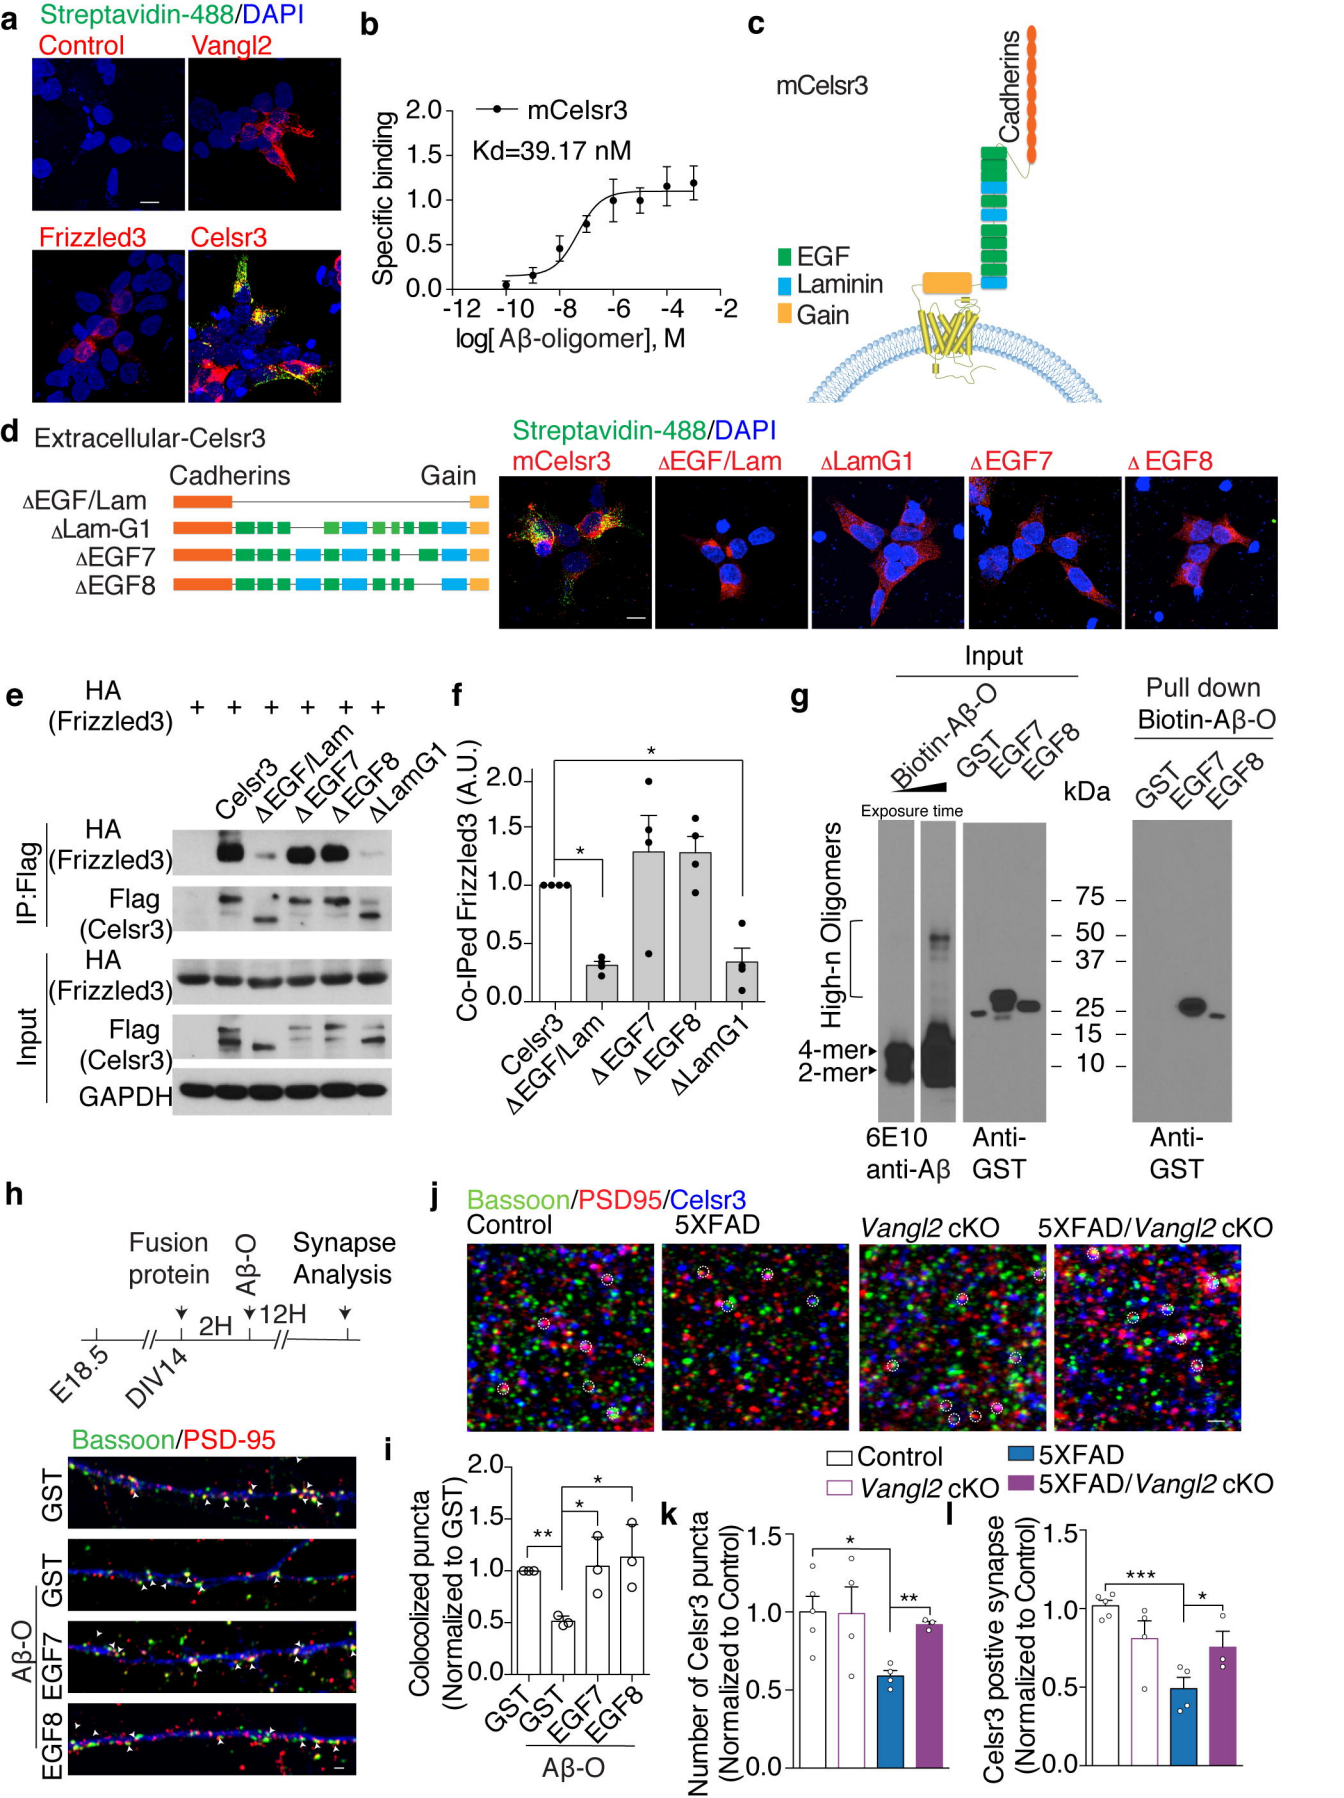 a
Streptavidin-488/DAPI
Control
Vangl2
Frizzled3
Celsr3
b
mCelsr3
Kd=39.17 nM
Specific binding
2.0
1.5
1.0
0.5
0.0
-12 -10 -8 -6 -4 -2
log[ Aβ-oligomer], M
c
mCelsr3
Cadherins
EGF
Laminin
Gain
d
Extracellular-Celsr3
Cadherins
Gain
ΔEGF/Lam
ΔLam-G1
ΔEGF7
ΔEGF8
Streptavidin-488/DAPI
mCelsr3
ΔEGF/Lam
ΔLamG1
Δ EGF7
Δ EGF8
e
HA
(Frizzled3)
+ + + + + +
Celsr3
ΔEGF/Lam
ΔEGF7
ΔEGF8
ΔLamG1
IP:Flag
HA
(Frizzled3)
Flag
(Celsr3)
Input
HA
(Frizzled3)
Flag
(Celsr3)
GAPDH
f
Co-IPed Frizzled3 (A.U.)
2.0
1.5
1.0
0.5
0.0
*
*
Celsr3
ΔEGF/Lam
ΔEGF7
ΔEGF8
ΔLamG1
g
Input
Biotin-Aβ-O
GST
EGF7
EGF8
Exposure time
kDa
Pull down
Biotin-Aβ-O
GST
EGF7
EGF8
High-n Oligomers
4-mer
2-mer
75
50
37
25
15
10
6E10
anti-Aβ
Anti-
GST
Anti-
GST
h
Fusion
protein
Aβ-O
Synapse
Analysis
2H
12H
E18.5
DIV14
Bassoon/PSD-95
GST
GST
EGF7
EGF8
Aβ-O
i
Colocolized puncta
(Normalized to GST)
2.0
1.5
1.0
0.5
0.0
**
*
*
GST
GST
EGF7
EGF8
Aβ-O
j
Bassoon/PSD95/Celsr3
Control
5XFAD
Vangl2 cKO
5XFAD/Vangl2 cKO
Control
5XFAD
Vangl2 cKO
5XFAD/Vangl2 cKO
k
Number of Celsr3 puncta
(Normalized to Control)
1.5
1.0
0.5
0.0
*
**
l
Celsr3 postive synapse
(Normalized to Control)
1.5
1.0
0.5
0.0
***
*